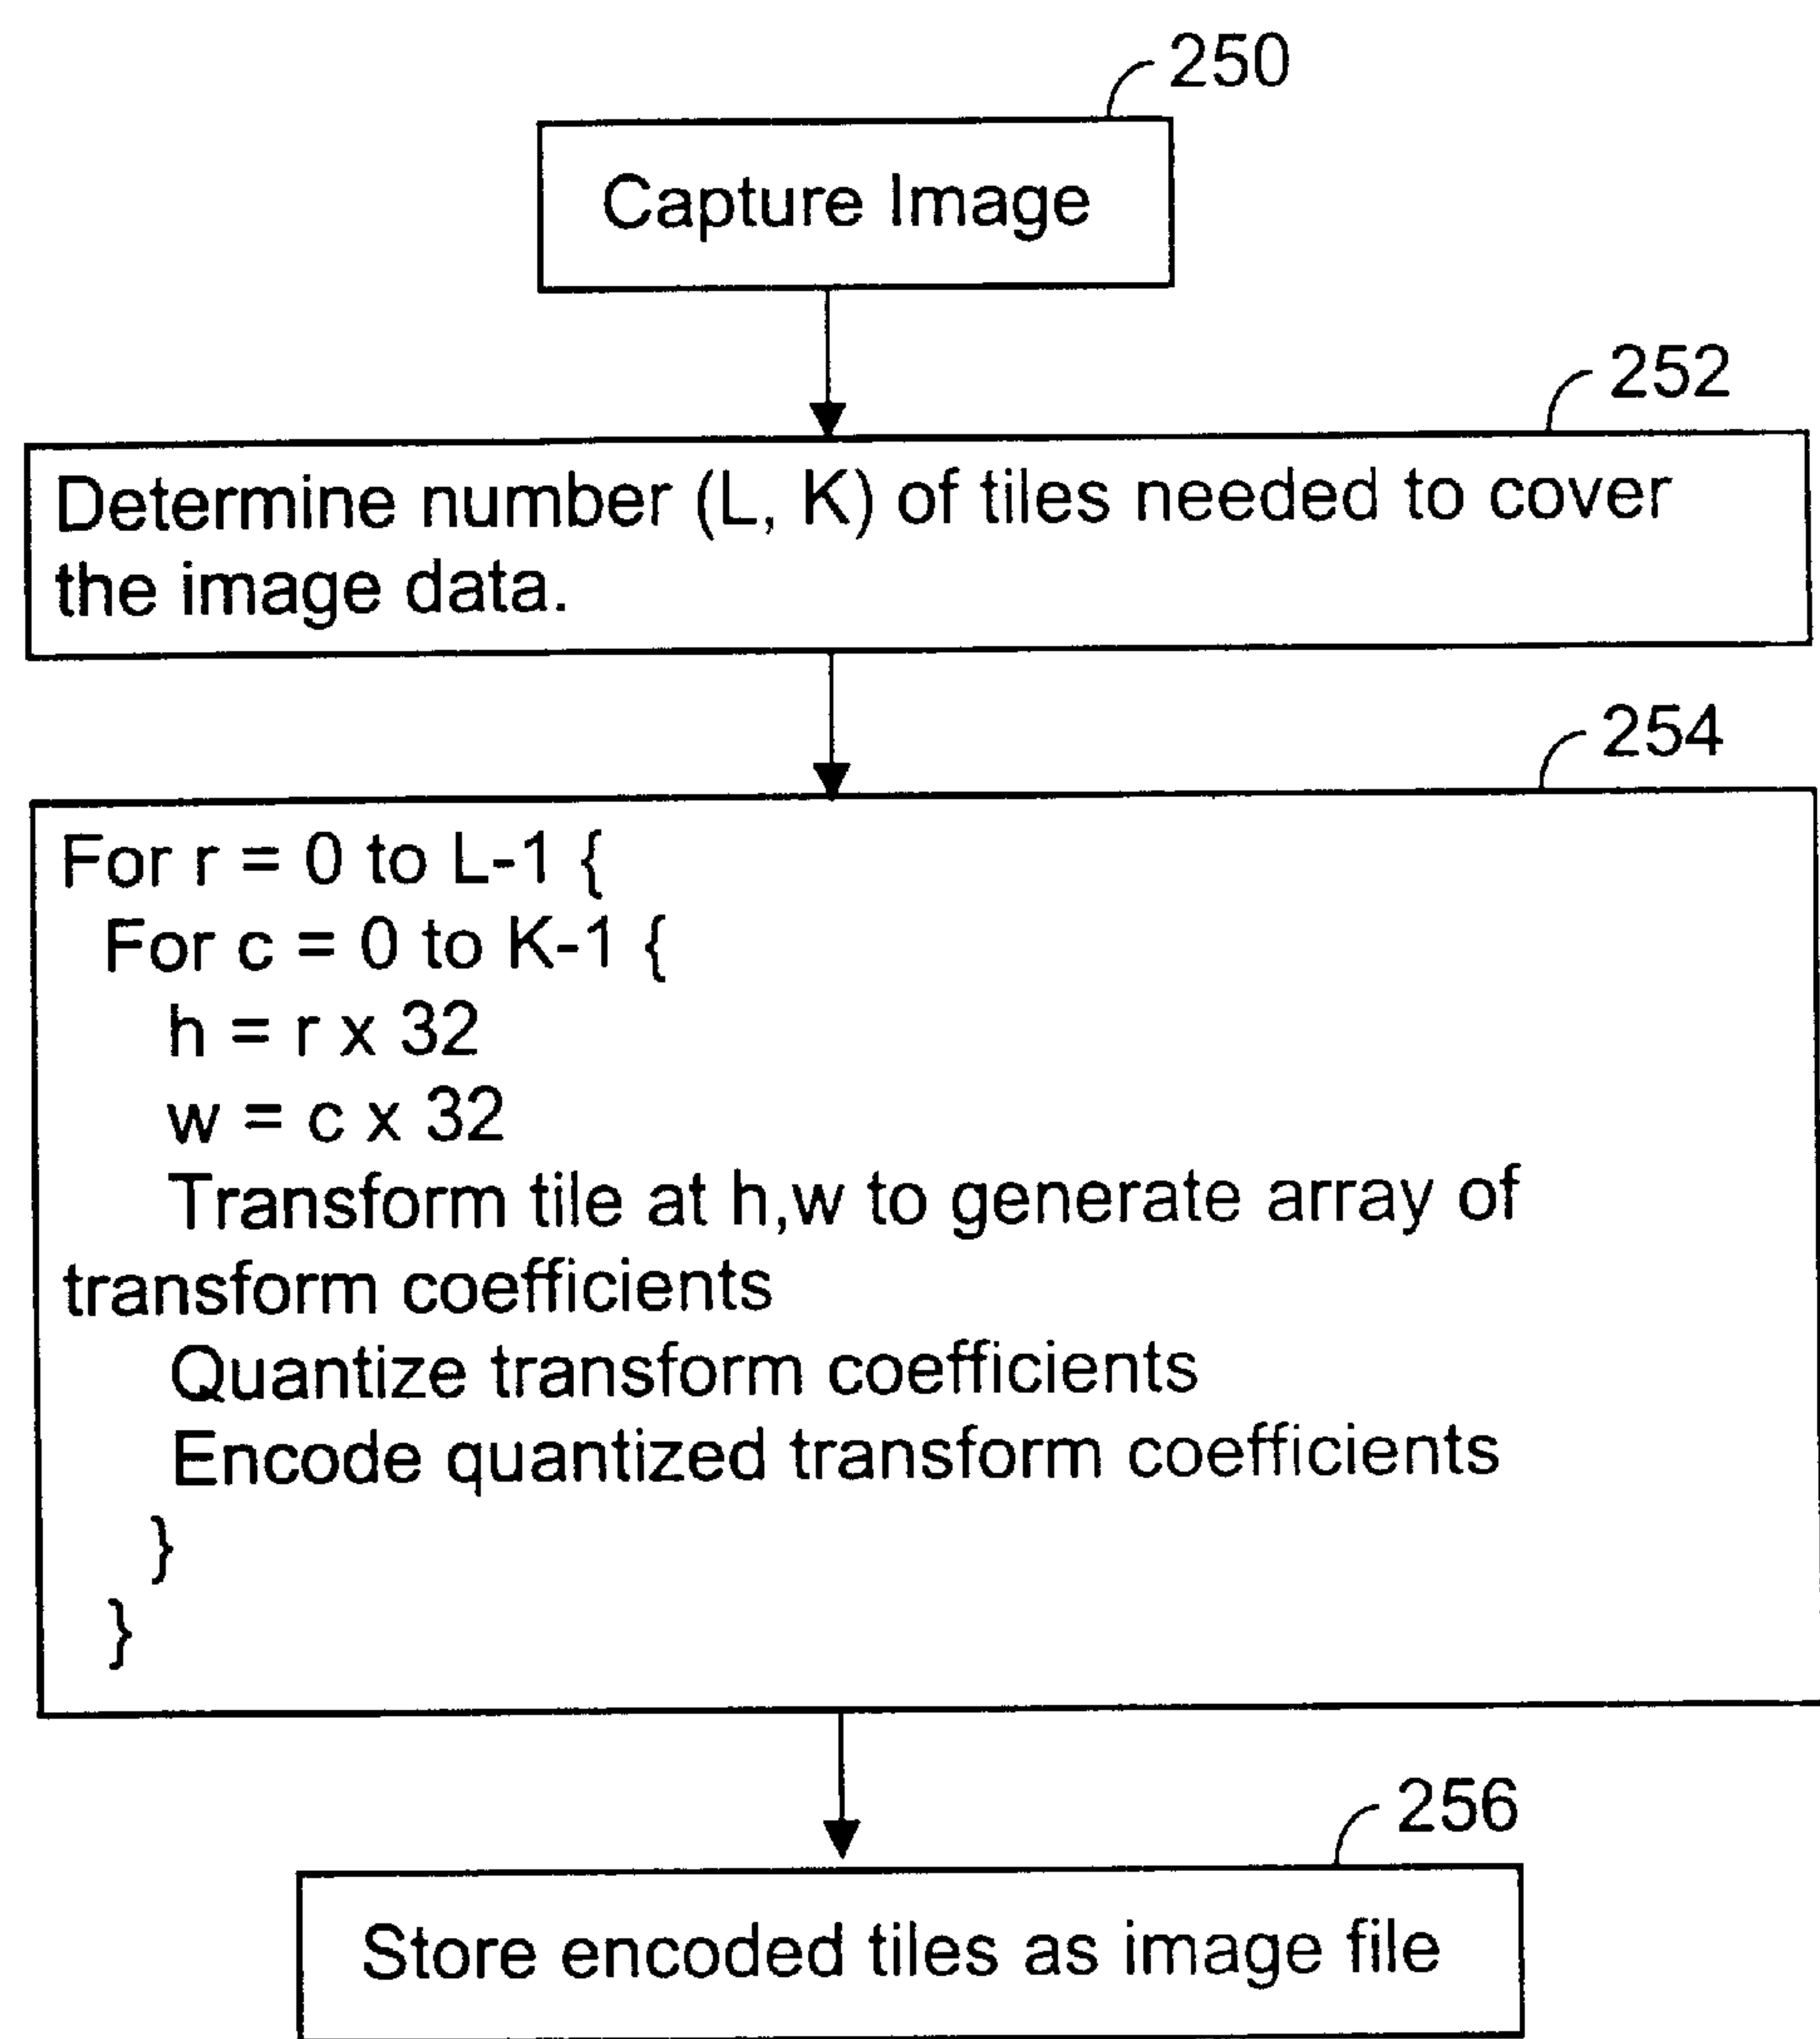 250
Capture Image
252
Determine number (L, K) of tiles needed to cover
the image data.
254
For r = 0 to L-1 {
For c = 0 to K-1 {
h = r x 32
w = c x 32
Transform tile at h,w to generate array of
transform coefficients
Quantize transform coefficients
Encode quantized transform coefficients
}
}
256
Store encoded tiles as image file